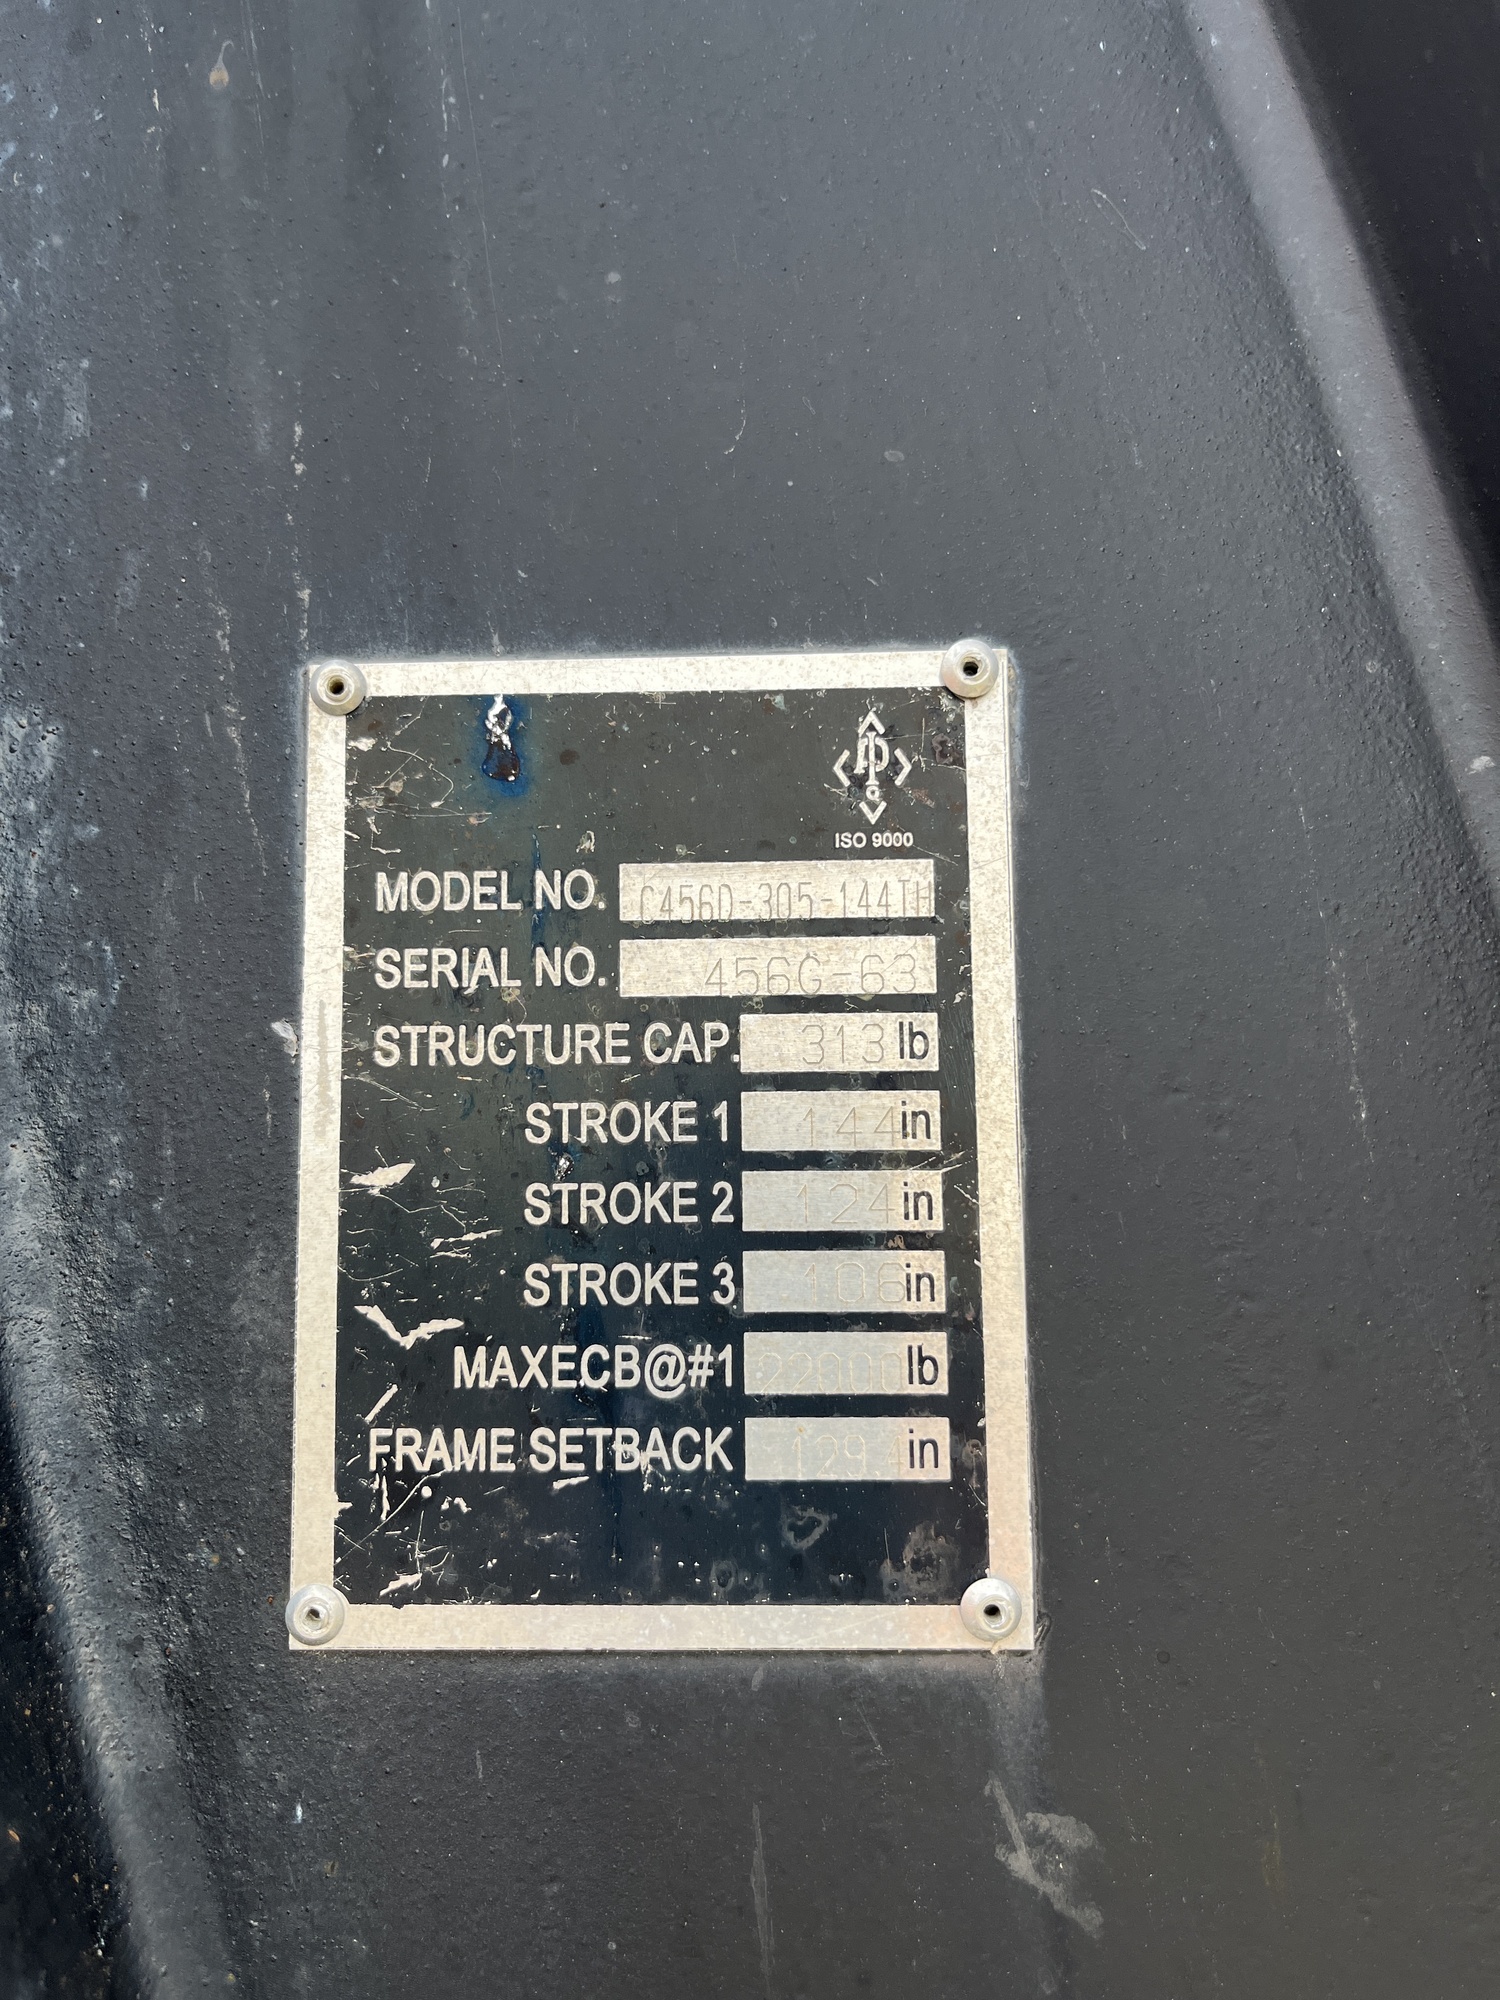 ISO 9000
MODEL NO. C456D-305-144TH
SERIAL NO. 456G-63
STRUCTURE CAP. 313 lb
STROKE 1 144 in
STROKE 2 124 in
STROKE 3 106 in
MAXECB@#1 22000 lb
FRAME SETBACK 129.4 in